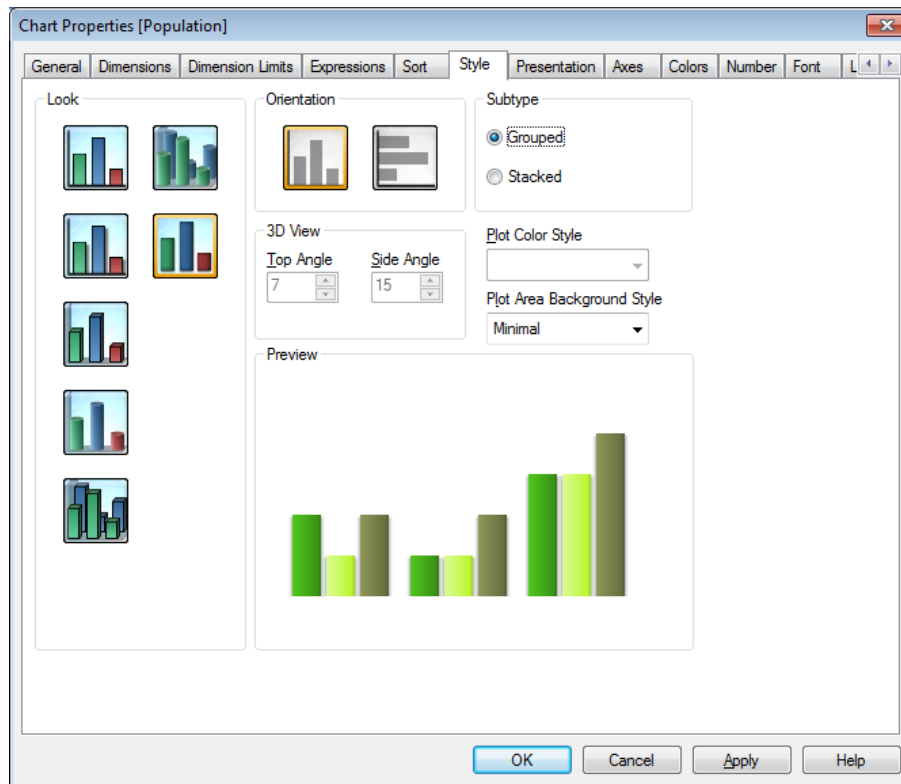 Chart Properties [Population]
General Dimensions Dimension Limits Expressions Sort Style Presentation Axes Colors Number Font L
Look
Orientation
Subtype
Grouped
Stacked
3D View
Top Angle Side Angle
7 15
Plot Color Style
Plot Area Background Style
Minimal
Preview
OK Cancel Apply Help